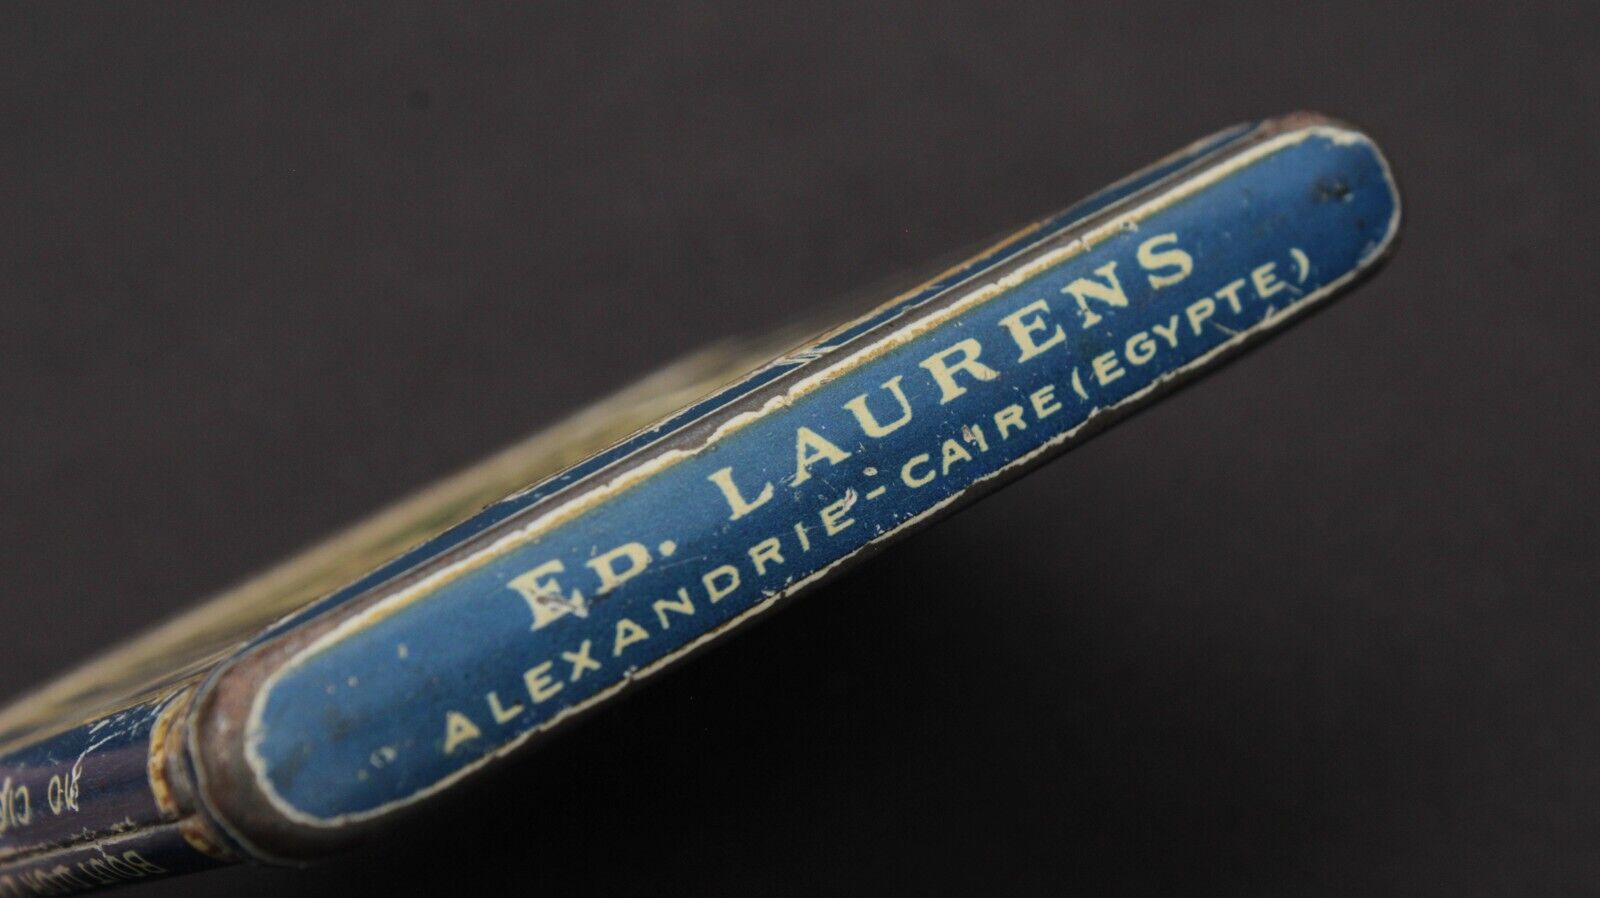 ED. LAURENS
ALEXANDRIE-CAIRE (EGYPTE)